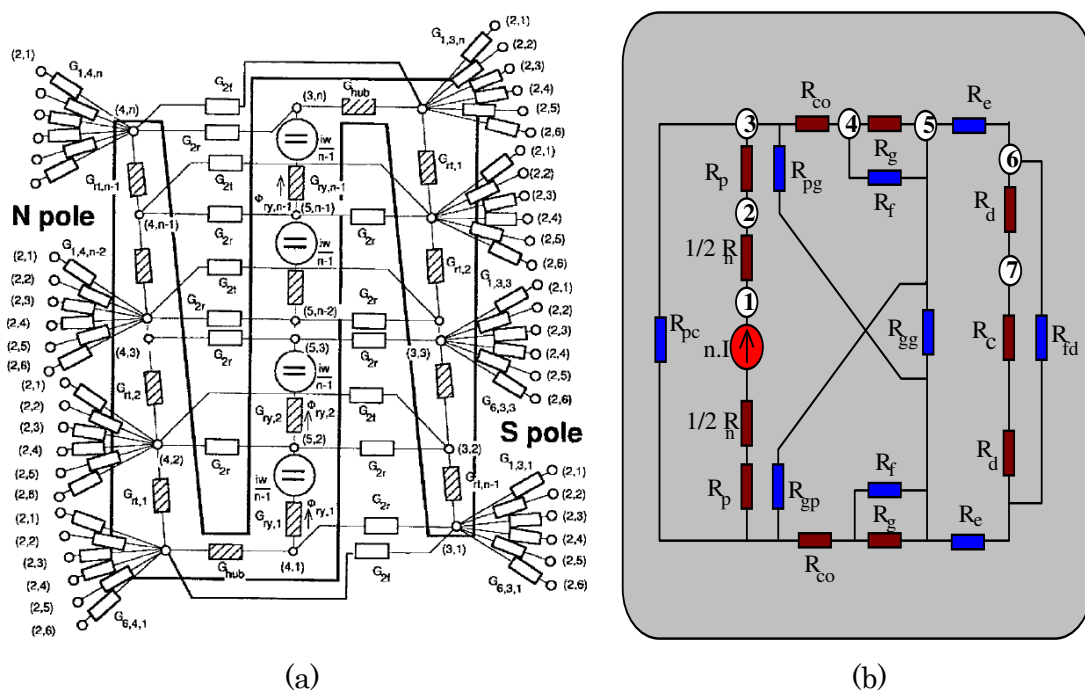 (2,1)
G1,4,n
(4,n)
G2f
G2r
G2f
(3,n)
Ghub
G1,3,n
(2,1)
(2,2)
(2,3)
(2,4)
(2,5)
(2,6)
Grt,n-1
iw
n-1
Gry,n-1
Φry,n-1
Grt,1
(2,1)
(2,2)
(2,3)
(2,4)
(2,5)
(2,6)
N pole
(4,n-1)
G2r
(5,n-1)
G2r
iw
n-1
G1,4,n-2
(2,1)
(2,2)
(2,3)
(2,4)
(2,5)
(2,6)
G2f
G2r
G2r
(5,n-2)
Grt,2
G1,3,3
(2,1)
(2,2)
(2,3)
(2,4)
(2,5)
(2,6)
(4,3)
(5,3)
(3,3)
iw
n-1
Grt,2
Gry,2
Φry,2
G2f
G6,3,3
S pole
(2,1)
(2,2)
(2,3)
(2,4)
(2,5)
(2,6)
(4,2)
G2r
(5,2)
G2r
(3,2)
iw
n-1
Grt,1
Gry,1
Φry,1
Grt,n-1
G1,3,1
(2,1)
(2,2)
(2,3)
(2,4)
(2,5)
(2,6)
(2,1)
(2,2)
(2,3)
(2,4)
(2,5)
(2,6)
G6,4,1
Ghub
(4,1)
G2r
G2f
(3,1)
G6,3,1
(a)
3
Rco
4
Rg
5
Re
6
Rp
Rpg
Rf
Rd
2
1/2 Rn
7
1
n.I
Rpc
Rgg
Rc
Rfd
1/2 Rn
Rp
Rgp
Rf
Rg
Rd
Re
Rco
(b)